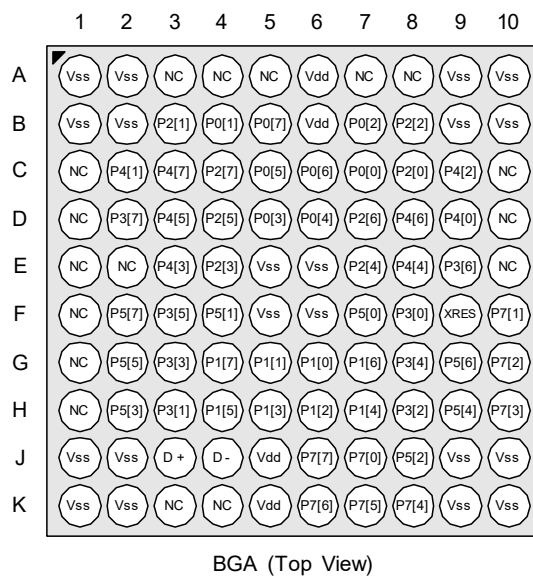 1 2 3 4 5 6 7 8 9 10
A Vss Vss NC NC NC Vdd NC NC Vss Vss
B Vss Vss P2[1] P0[1] P0[7] Vdd P0[2] P2[2] Vss Vss
C NC P4[1] P4[7] P2[7] P0[5] P0[6] P0[0] P2[0] P4[2] NC
D NC P3[7] P4[5] P2[5] P0[3] P0[4] P2[6] P4[6] P4[0] NC
E NC NC P4[3] P2[3] Vss Vss P2[4] P4[4] P3[6] NC
F NC P5[7] P3[5] P5[1] Vss Vss P5[0] P3[0] XRES P7[1]
G NC P5[5] P3[3] P1[7] P1[1] P1[0] P1[6] P3[4] P5[6] P7[2]
H NC P5[3] P3[1] P1[5] P1[3] P1[2] P1[4] P3[2] P5[4] P7[3]
J Vss Vss D + D - Vdd P7[7] P7[0] P5[2] Vss Vss
K Vss Vss NC NC Vdd P7[6] P7[5] P7[4] Vss Vss
BGA (Top View)